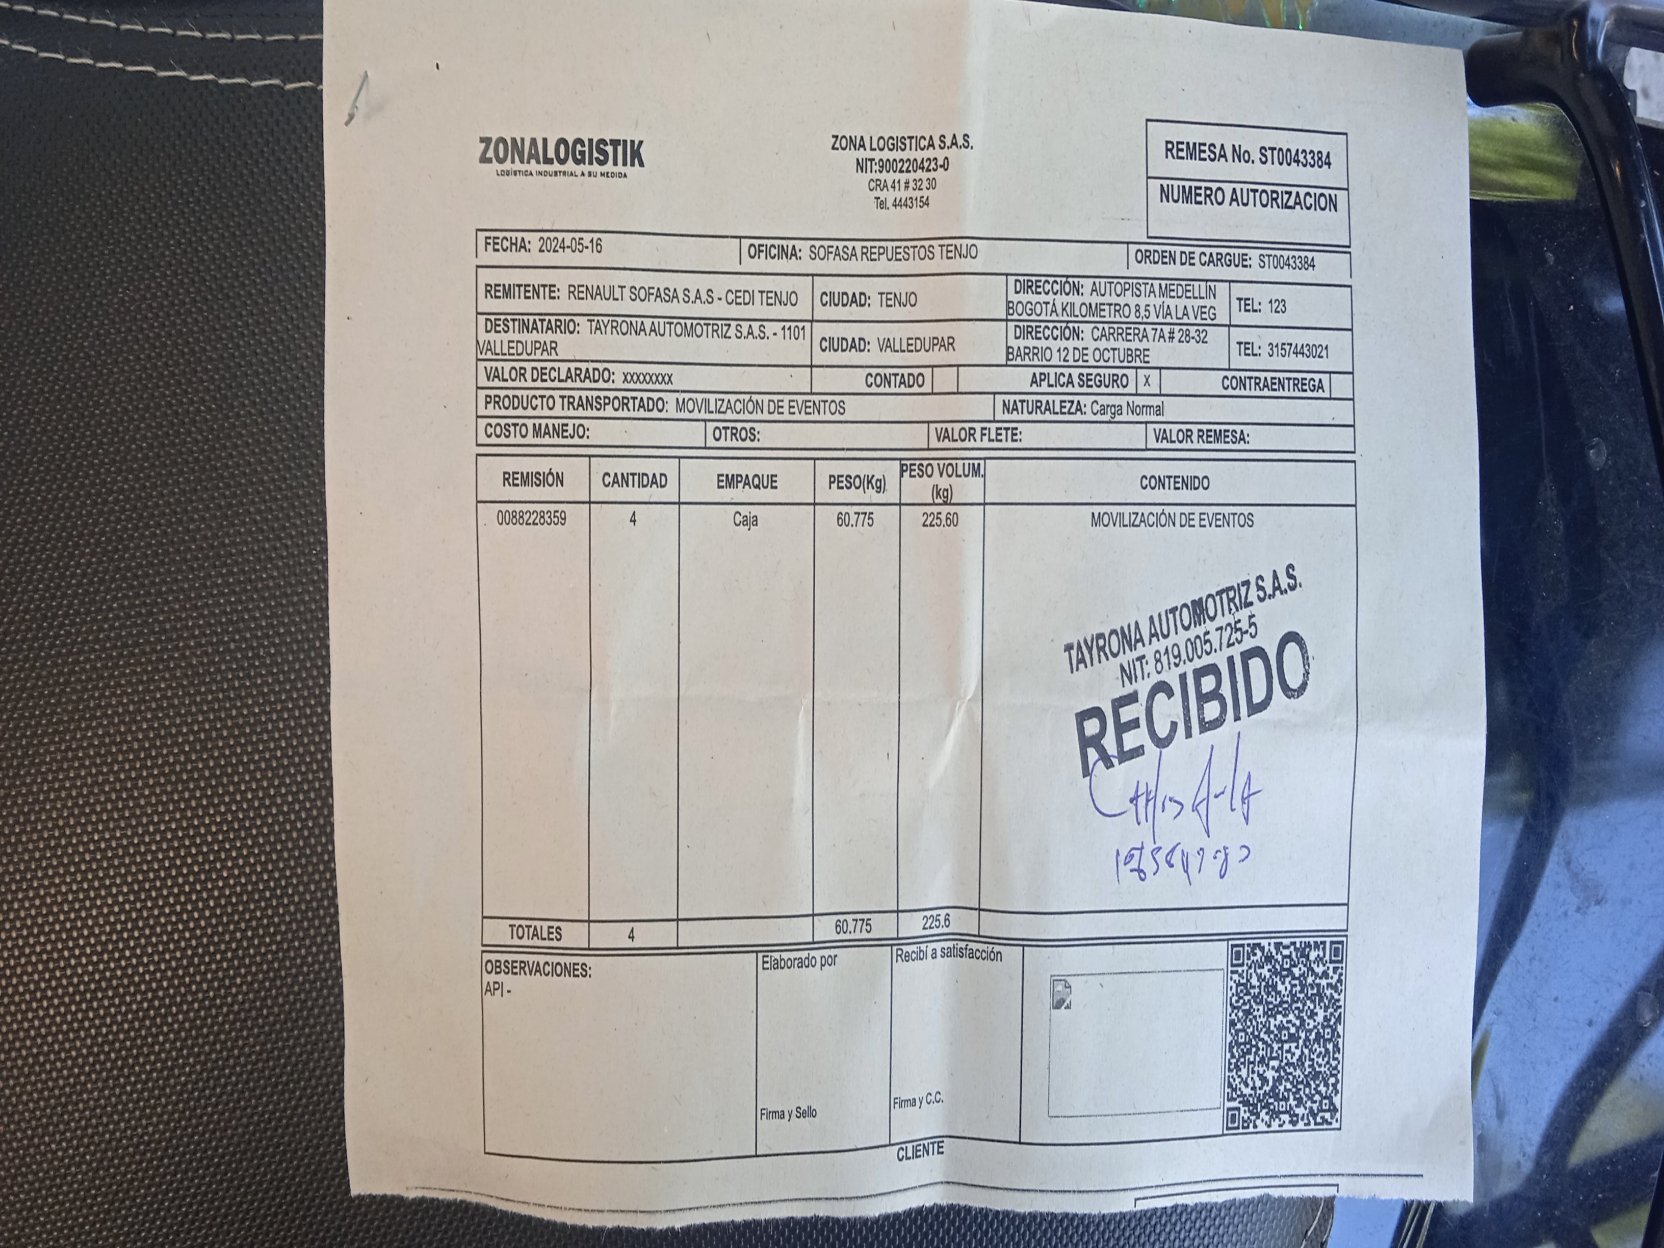 ZONALOGISTIK
LOGÍSTICA INDUSTRIAL A SU MEDIDA
ZONA LOGISTICA S.A.S.
NIT:900220423-0
CRA 41 # 32 30
Tel. 4443154
REMESA No. ST0043384
NUMERO AUTORIZACION
FECHA: 2024-05-16 OFICINA: SOFASA REPUESTOS TENJO ORDEN DE CARGUE: ST0043384
REMITENTE: RENAULT SOFASA S.A.S - CEDI TENJO CIUDAD: TENJO
DIRECCIÓN: AUTOPISTA MEDELLÍN
BOGOTÁ KILOMETRO 8,5 VÍA LA VEG
TEL: 123
DESTINATARIO: TAYRONA AUTOMOTRIZ S.A.S. - 1101
VALLEDUPAR
CIUDAD: VALLEDUPAR
DIRECCIÓN: CARRERA 7A # 28-32
BARRIO 12 DE OCTUBRE
TEL: 3157443021
VALOR DECLARADO: XXXXXXXX CONTADO APLICA SEGURO X CONTRAENTREGA
PRODUCTO TRANSPORTADO: MOVILIZACIÓN DE EVENTOS NATURALEZA: Carga Normal
COSTO MANEJO: OTROS: VALOR FLETE: VALOR REMESA:
REMISIÓN CANTIDAD EMPAQUE PESO(Kg) PESO VOLUM. (kg) CONTENIDO
0088228359 4 Caja 60.775 225.60 MOVILIZACIÓN DE EVENTOS
TAYRONA AUTOMOTRIZ S.A.S.
NIT: 819.005.725-5
RECIBIDO
TOTALES 4 60.775 225.6
OBSERVACIONES:
API -
Elaborado por
Firma y Sello
Recibí a satisfacción
Firma y C.C.
CLIENTE